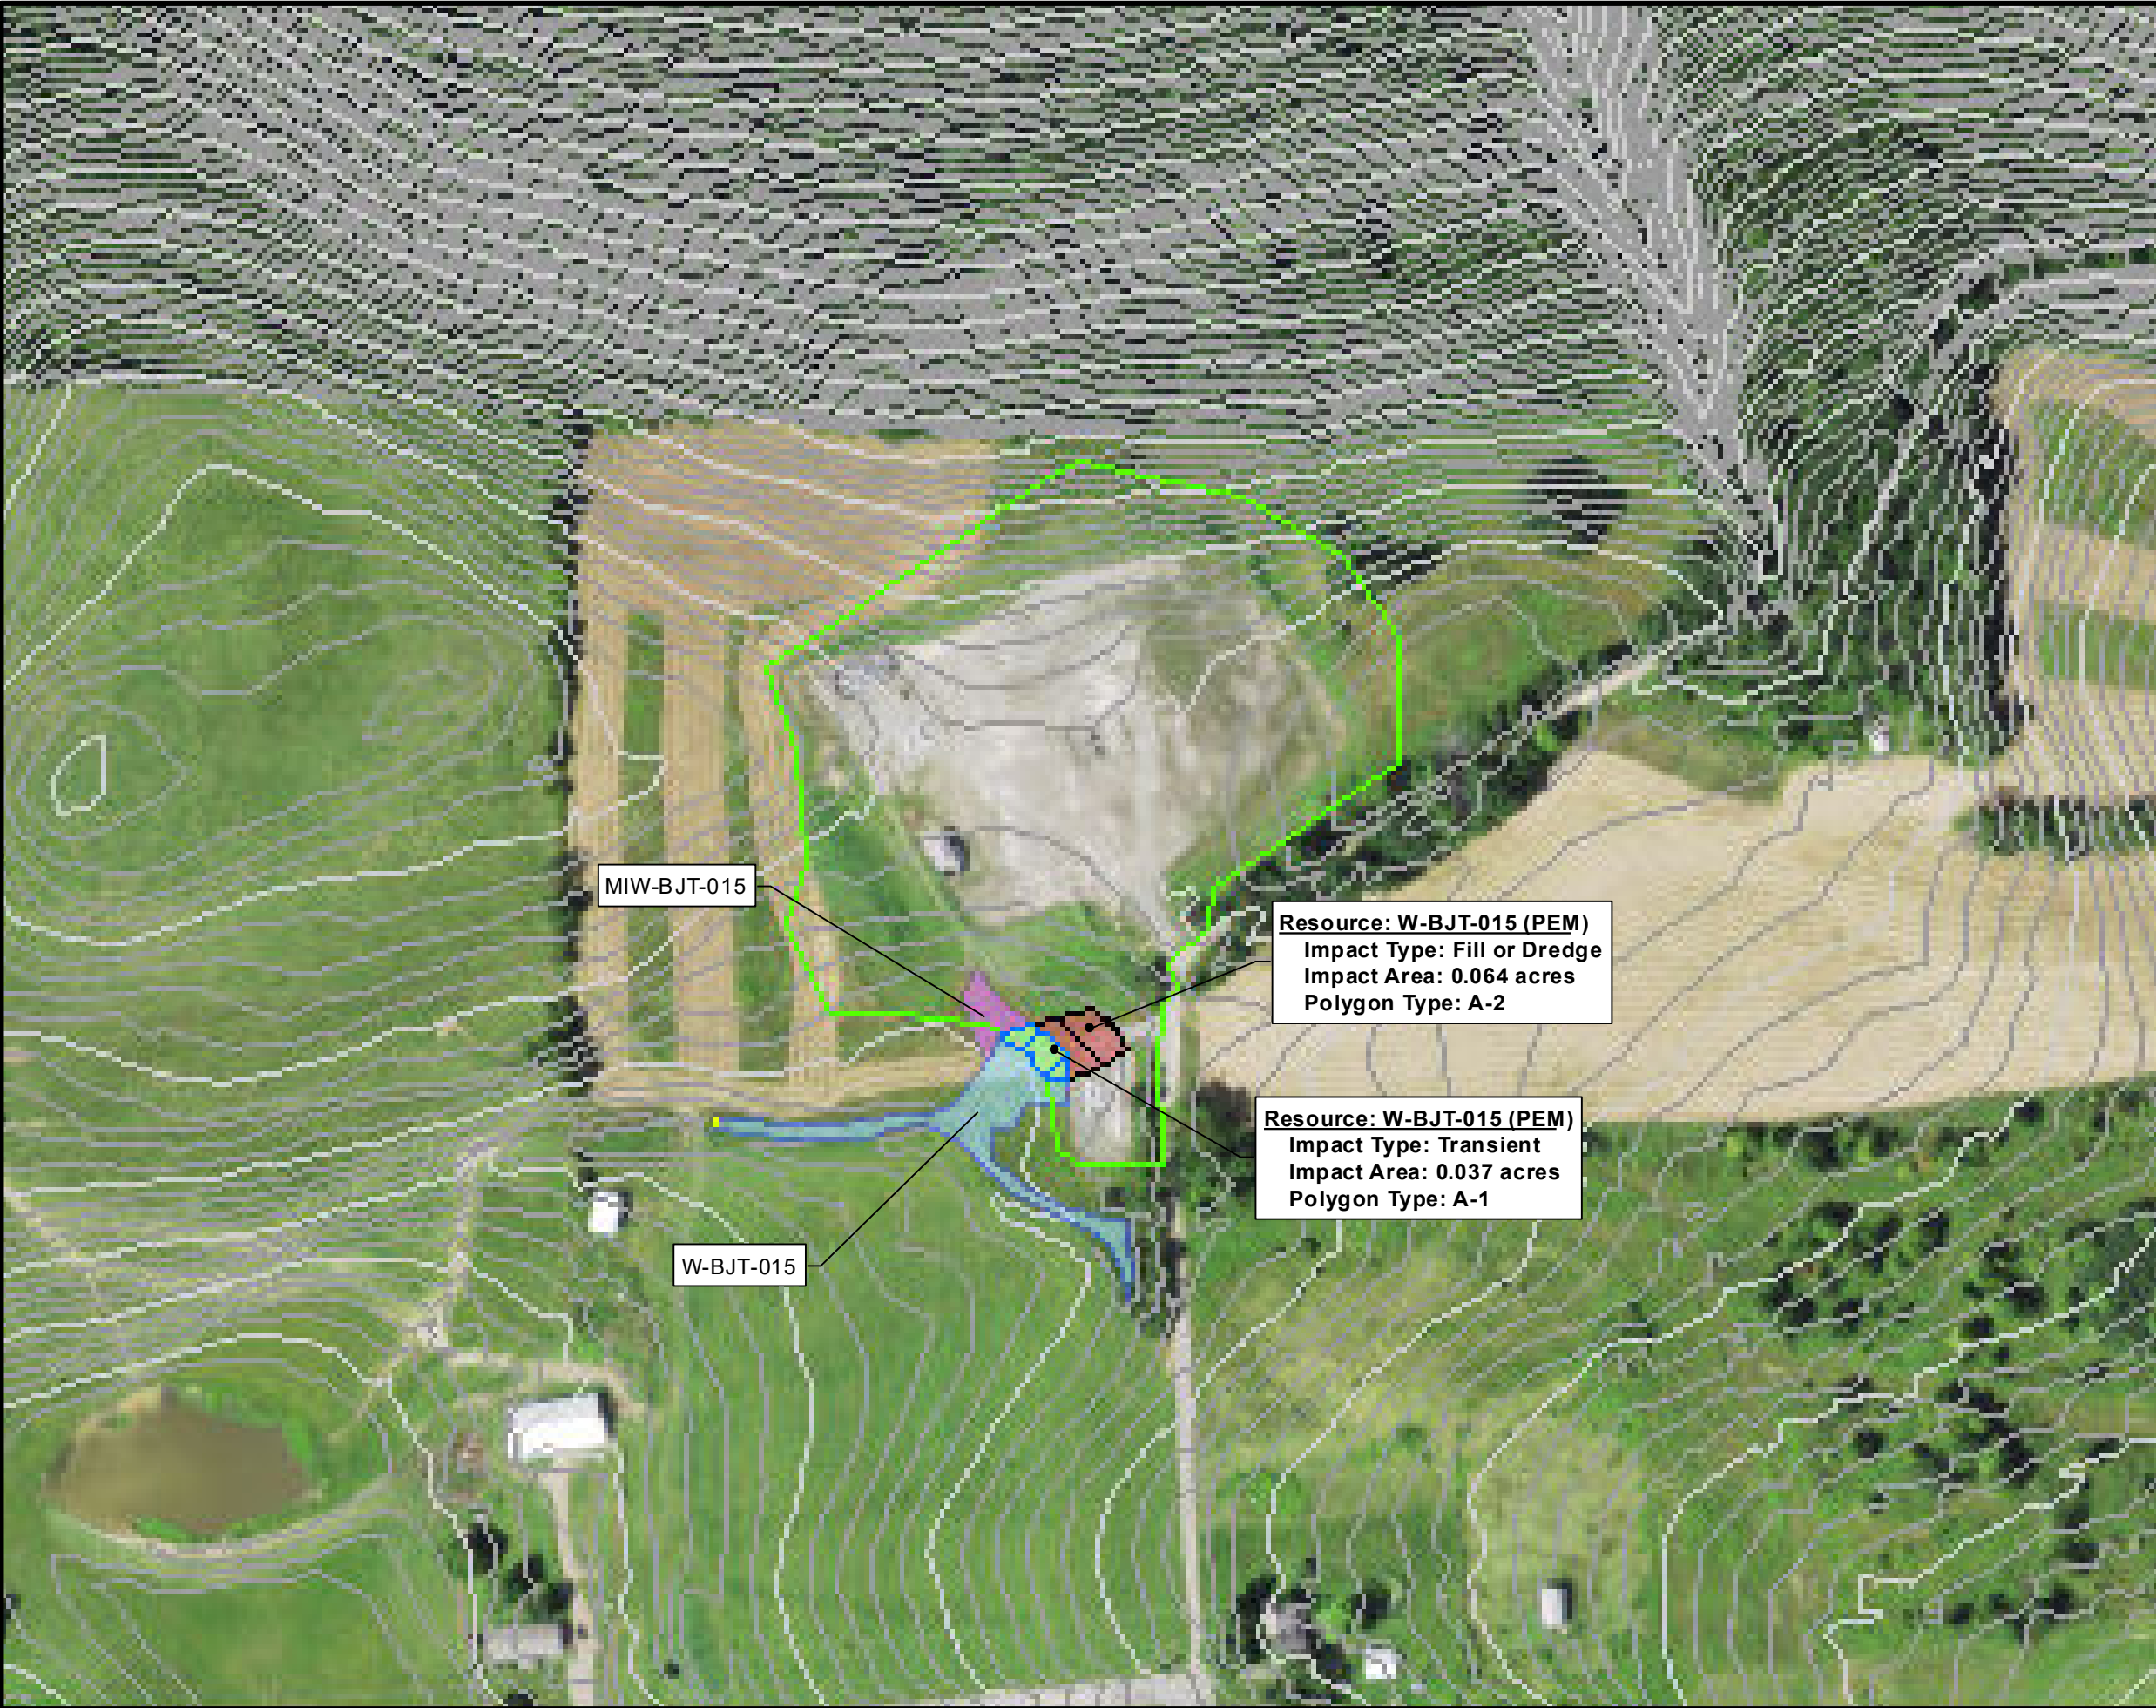 MIW-BJT-015
Resource: W-BJT-015 (PEM)
Impact Type: Fill or Dredge
Impact Area: 0.064 acres
Polygon Type: A-2
Resource: W-BJT-015 (PEM)
Impact Type: Transient
Impact Area: 0.037 acres
Polygon Type: A-1
W-BJT-015